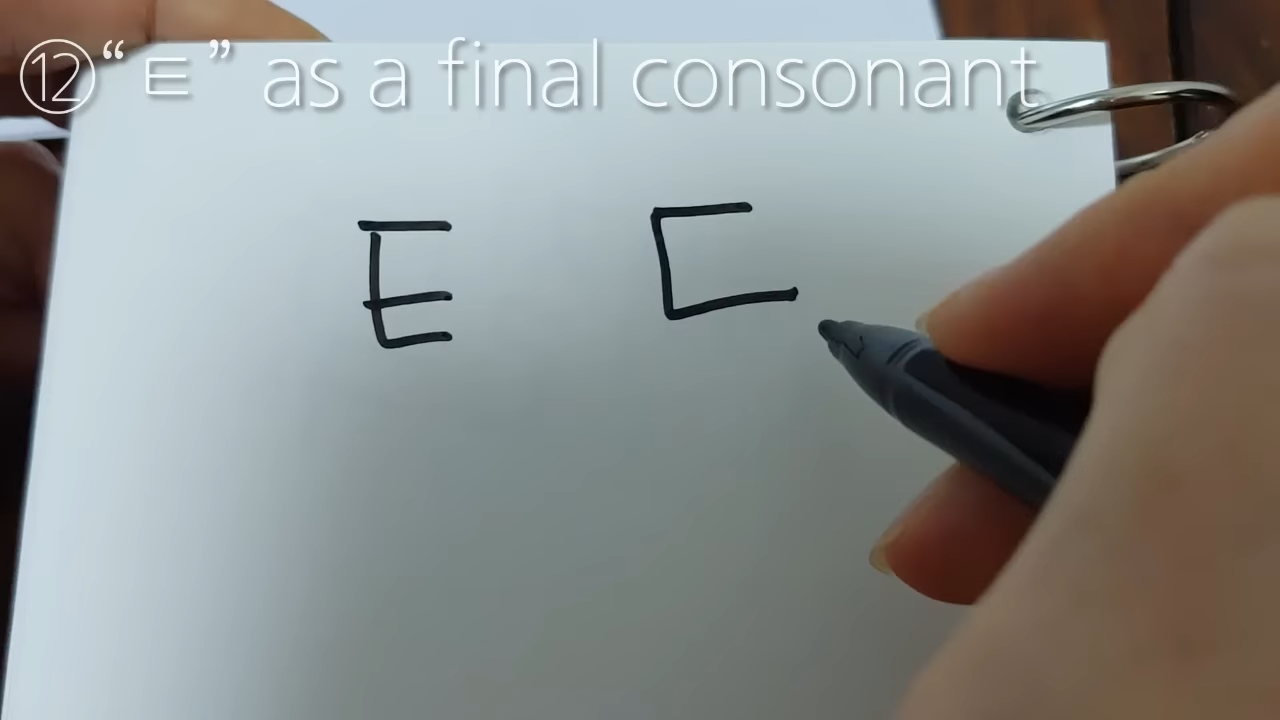 ⑫“ㅌ” as a final consonant
ㅌ ㄷ